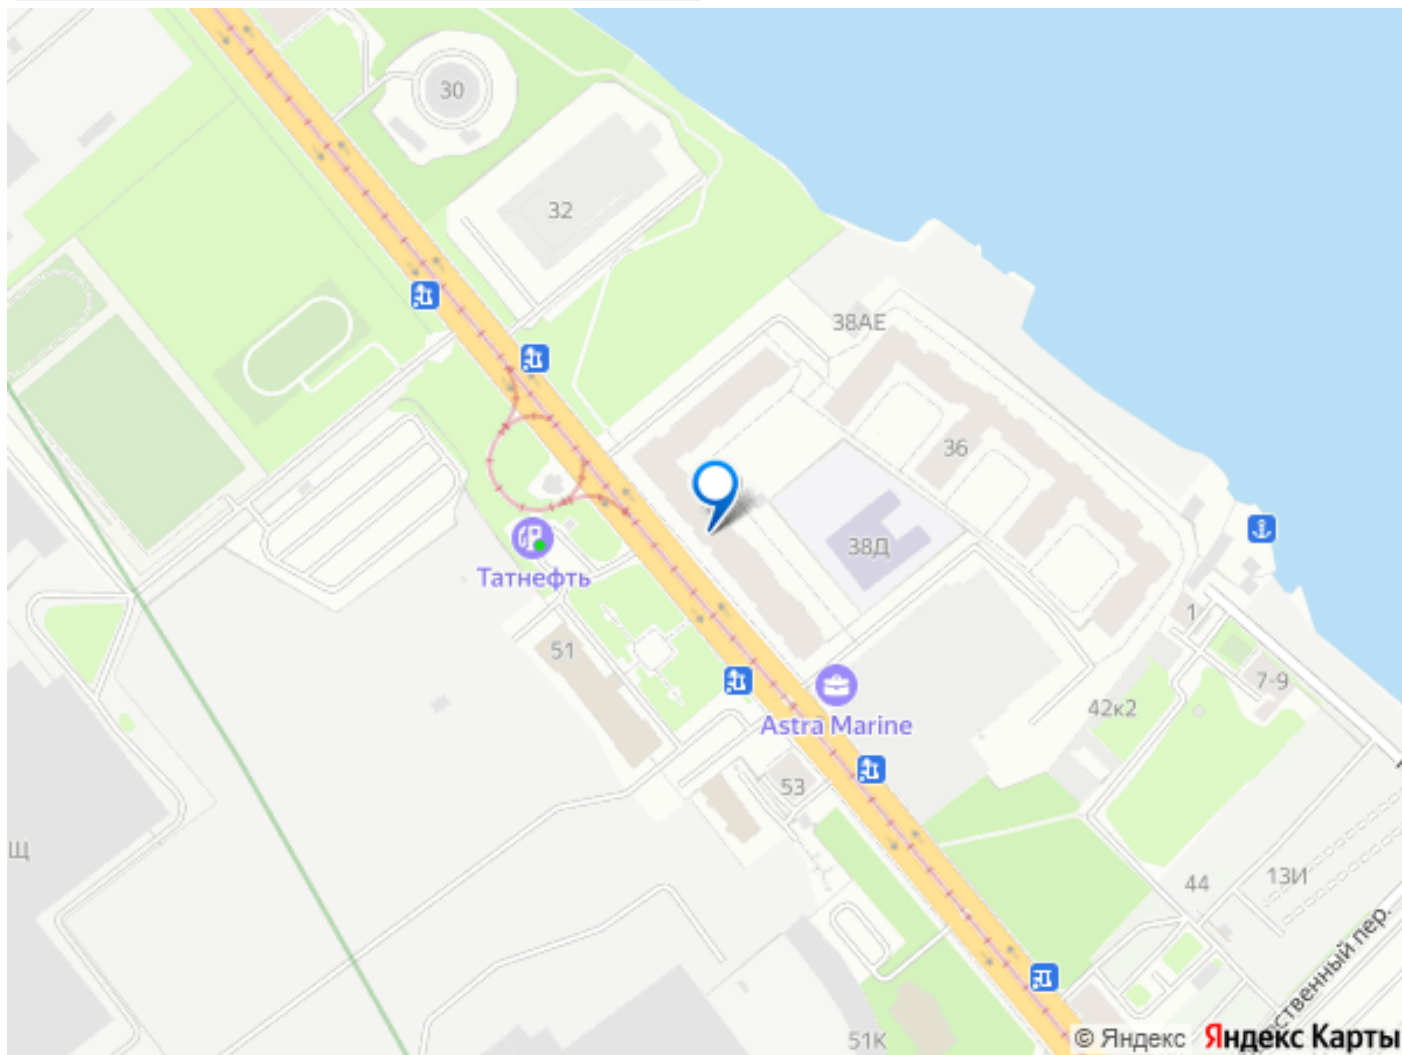 30
32
38АЕ
36
38Д
Татнефть
51
1
7-9
42к2
Astra Marine
53
Щ
44
13И
ственный пер.
51К
© Яндекс Яндекс Карты